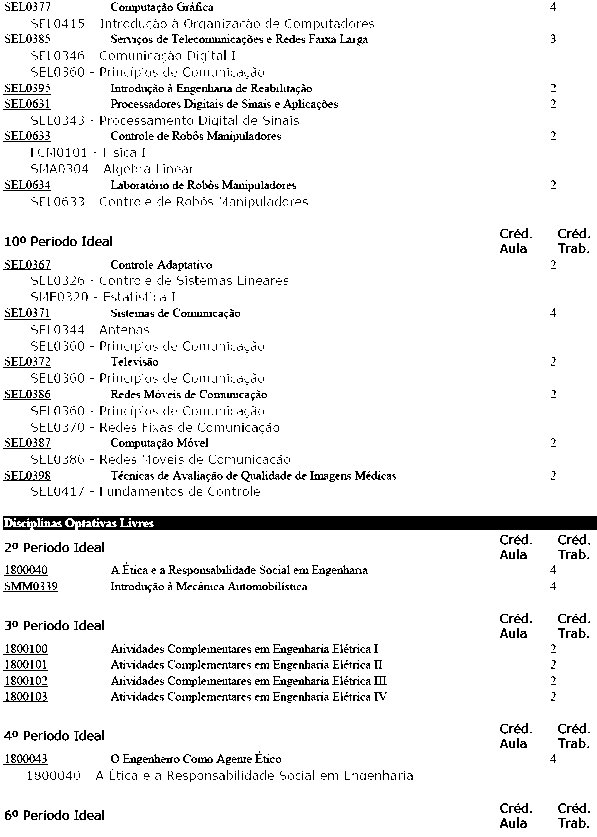 SEL0377 Computação Gráfica 4
SEL0415 - Introdução à Organização de Computadores
SEL0385 Serviços de Telecomunicações e Redes Faixa Larga 3
SEL0346 - Comunicação Digital I
SEL0360 - Princípios de Comunicação
SEL0395 Introdução à Engenharia de Reabilitação 2
SEL0631 Processadores Digitais de Sinais e Aplicações 2
SEL0343 - Processamento Digital de Sinais
SEL0633 Controle de Robôs Manipuladores 2
FCM0101 - Física I
SMA0304 - Álgebra Linear
SEL0634 Laboratório de Robôs Manipuladores 2
SEL0633 - Controle de Robôs Manipuladores
10º Período Ideal Créd. Aula Créd. Trab.
SEL0367 Controle Adaptativo 2
SEL0326 - Controle de Sistemas Lineares
SME0320 - Estatística I
SEL0371 Sistemas de Comunicação 4
SEL0344 - Antenas
SEL0360 - Princípios de Comunicação
SEL0372 Televisão 2
SEL0360 - Princípios de Comunicação
SEL0386 Redes Móveis de Comunicação 2
SEL0360 - Princípios de Comunicação
SEL0370 - Redes Fixas de Comunicação
SEL0387 Computação Móvel 2
SEL0386 - Redes Móveis de Comunicação
SEL0398 Técnicas de Avaliação de Qualidade de Imagens Médicas 2
SEL0417 - Fundamentos de Controle
Disciplinas Optativas Livres
2º Período Ideal Créd. Aula Créd. Trab.
1800040 A Ética e a Responsabilidade Social em Engenharia 4
SMM0339 Introdução à Mecânica Automobilística 4
3º Período Ideal Créd. Aula Créd. Trab.
1800100 Atividades Complementares em Engenharia Elétrica I 2
1800101 Atividades Complementares em Engenharia Elétrica II 2
1800102 Atividades Complementares em Engenharia Elétrica III 2
1800103 Atividades Complementares em Engenharia Elétrica IV 2
4º Período Ideal Créd. Aula Créd. Trab.
1800043 O Engenheiro Como Agente Ético 4
1800040 - A Ética e a Responsabilidade Social em Engenharia
6º Período Ideal Créd. Aula Créd. Trab.